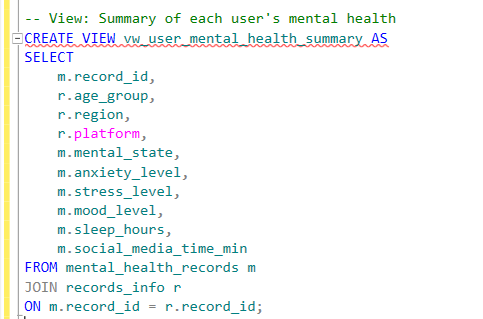 -- View: Summary of each user's mental health
CREATE VIEW vw_user_mental_health_summary AS
SELECT
    m.record_id,
    r.age_group,
    r.region,
    r.platform,
    m.mental_state,
    m.anxiety_level,
    m.stress_level,
    m.mood_level,
    m.sleep_hours,
    m.social_media_time_min
FROM mental_health_records m
JOIN records_info r
ON m.record_id = r.record_id;